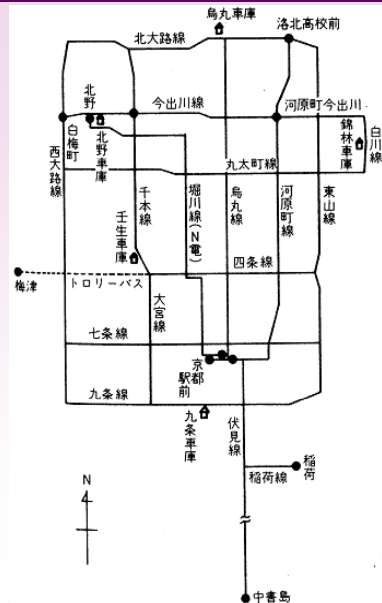 烏丸車庫
洛北高校前
北大路線
北野
今出川線
河原町今出川
白梅町
北野車庫
錦林車庫
白川線
西大路線
丸太町線
千本線
堀川線(N電)
烏丸線
河原町線
東山線
壬生車庫
四条線
梅津
トロリーバス
大宮線
七条線
京都駅前
九条線
九条車庫
伏見線
稲荷
稲荷線
N
中書島